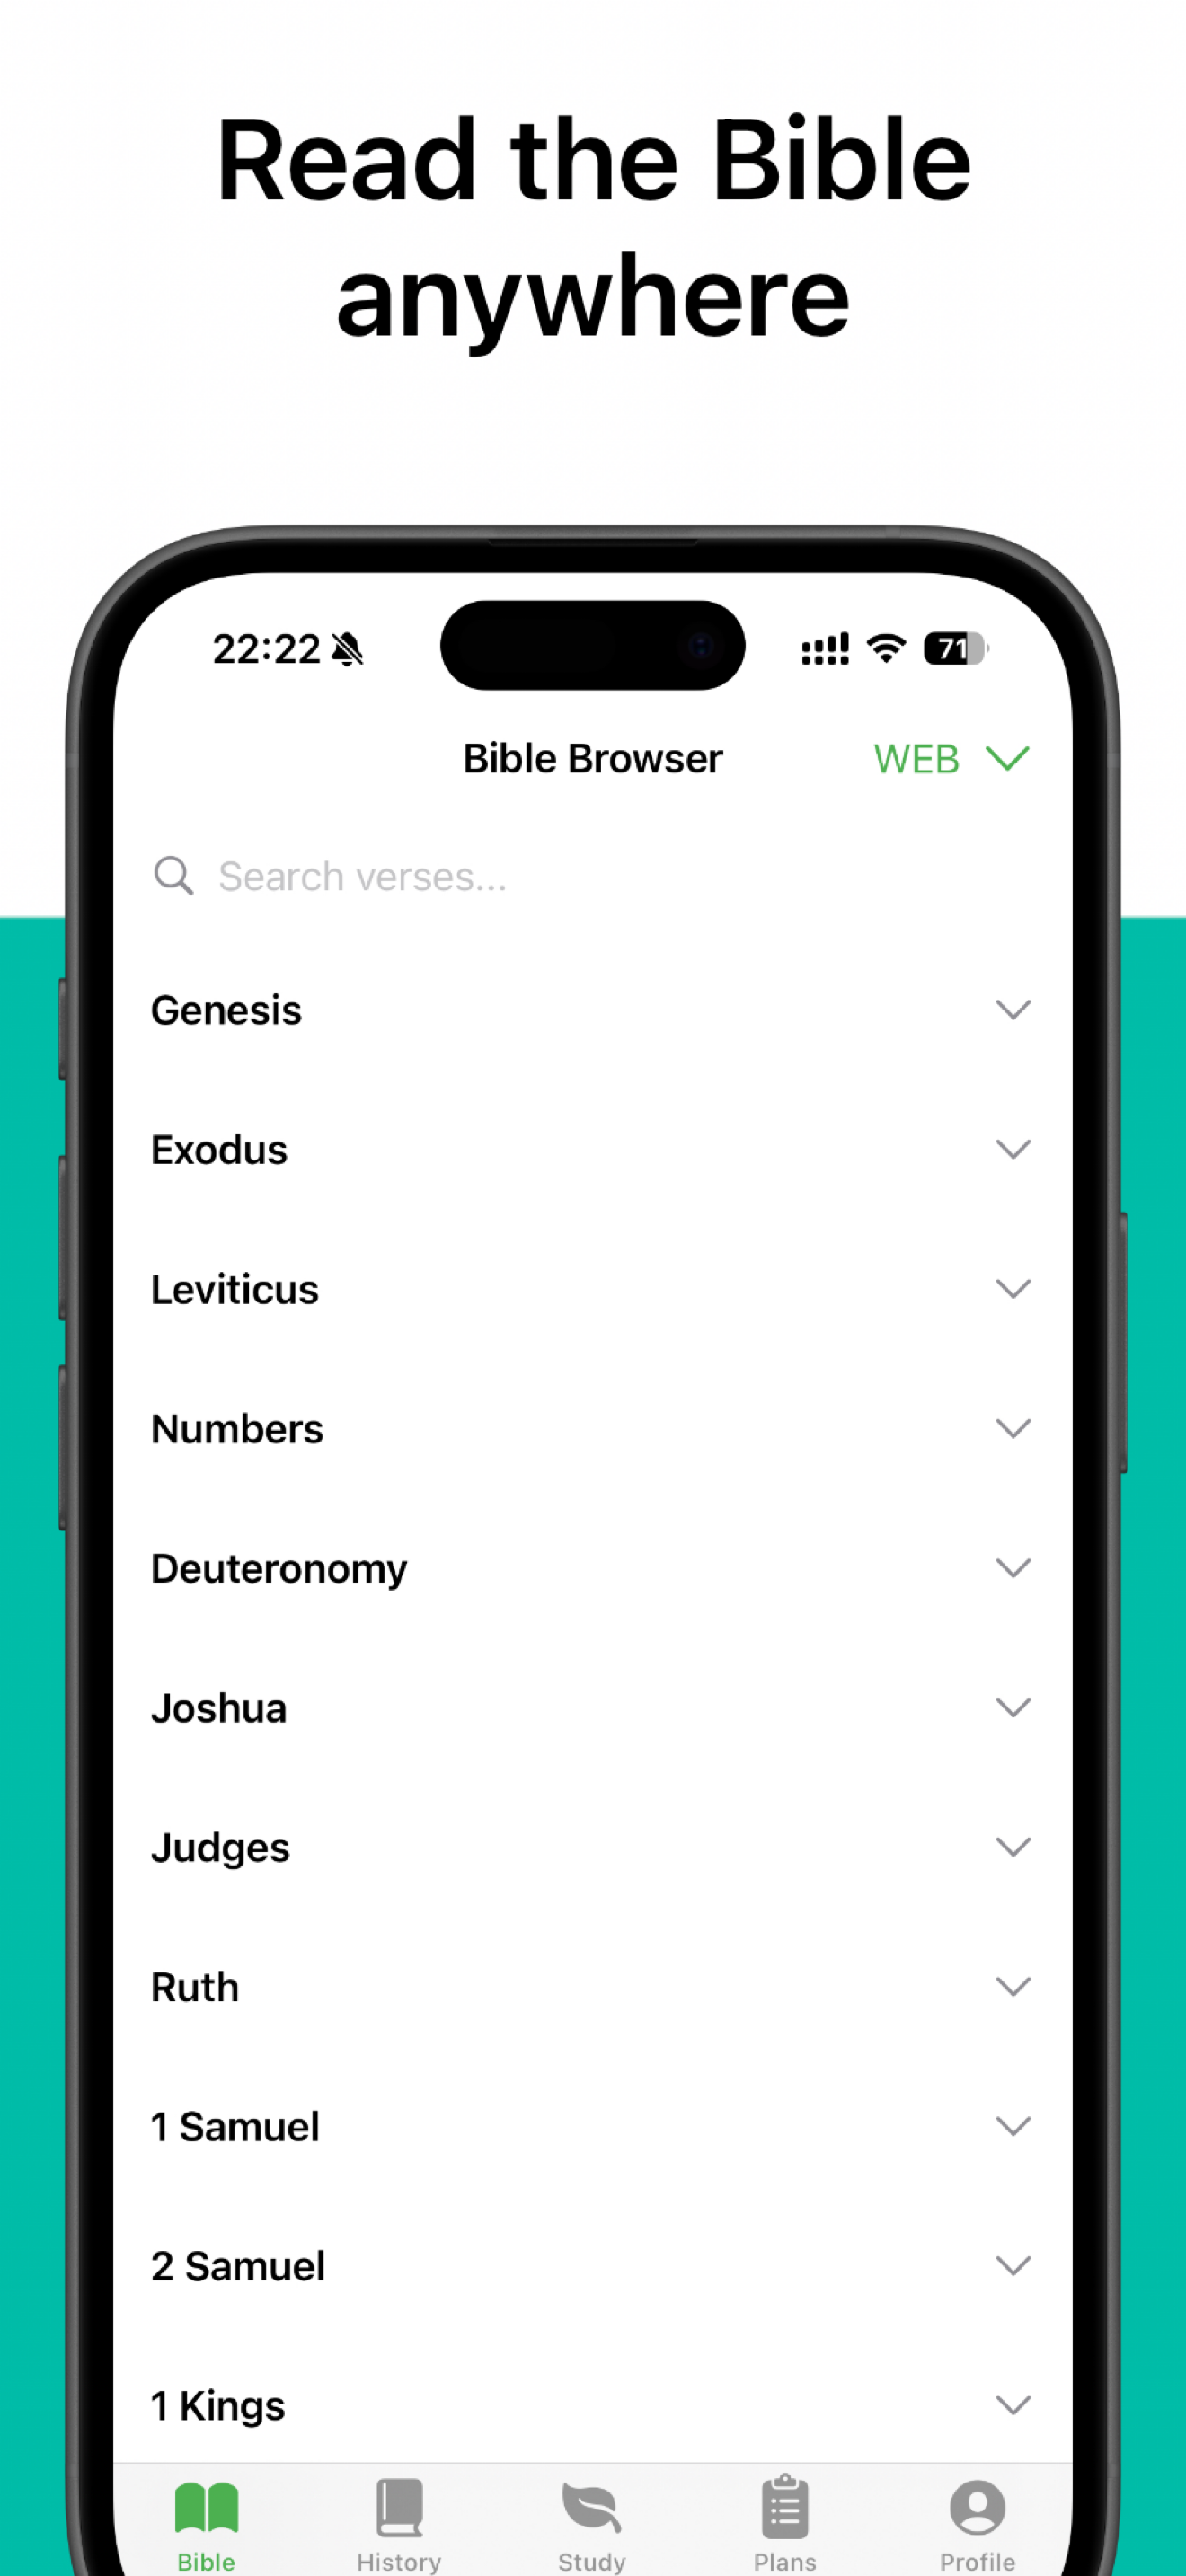 Read the Bible
anywhere
22:22 71
Bible Browser WEB
Search verses...
Genesis
Exodus
Leviticus
Numbers
Deuteronomy
Joshua
Judges
Ruth
1 Samuel
2 Samuel
1 Kings
Bible History Study Plans Profile